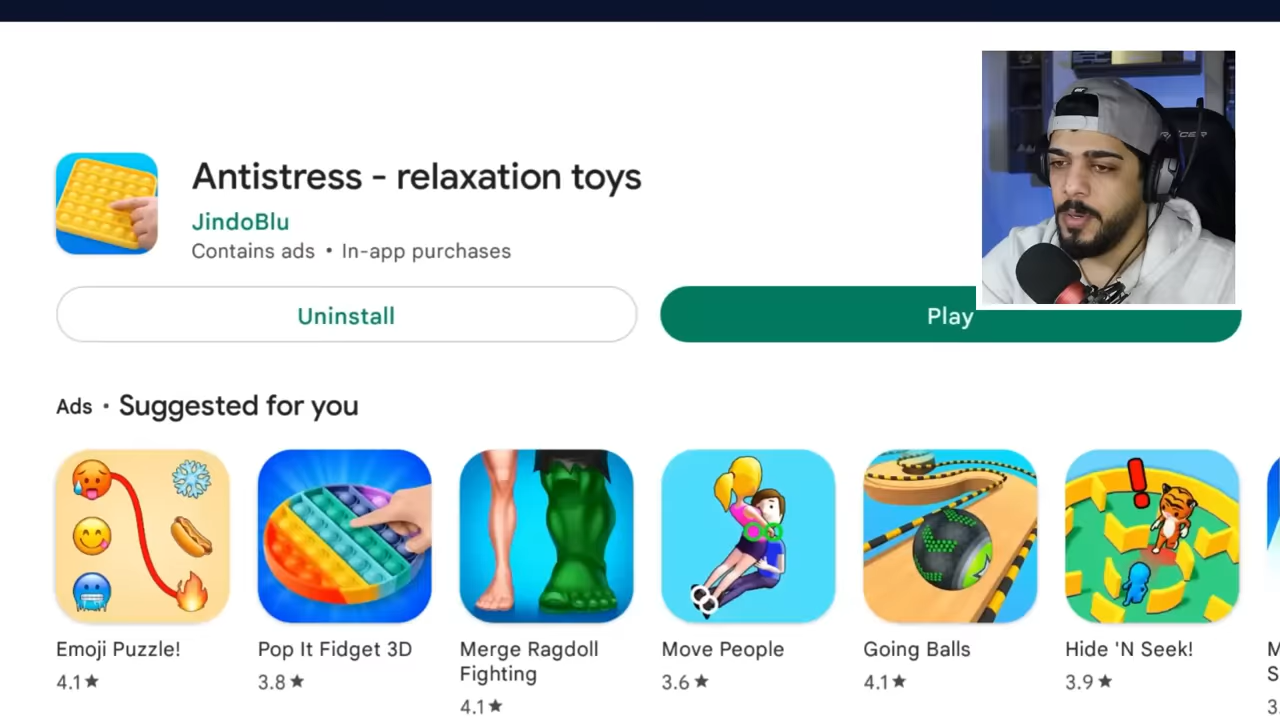 Antistress - relaxation toys
JindoBlu
Contains ads • In-app purchases
Uninstall
Play
Ads • Suggested for you
Emoji Puzzle!
4.1★
Pop It Fidget 3D
3.8★
Merge Ragdoll
Fighting
4.1★
Move People
3.6★
Going Balls
4.1★
Hide 'N Seek!
3.9★
M
S
3.